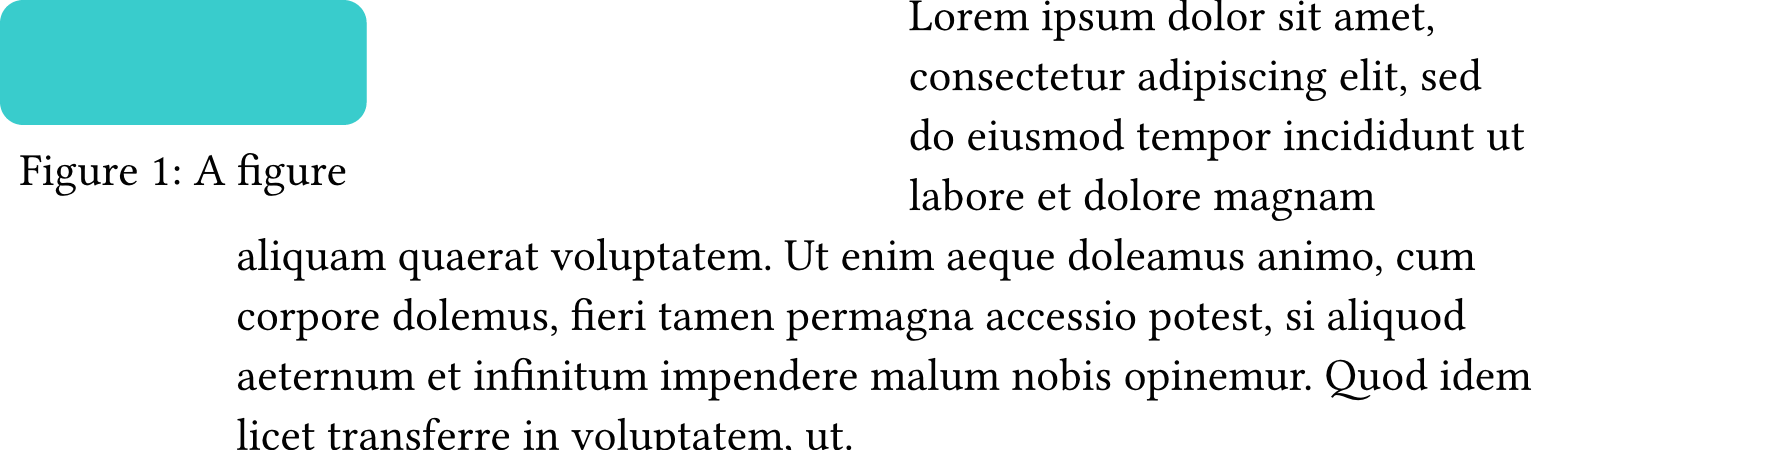 Figure 1: A figure
Lorem ipsum dolor sit amet,
consectetur adipiscing elit, sed
do eiusmod tempor incididunt ut
labore et dolore magnam
aliquam quaerat voluptatem. Ut enim aeque doleamus animo, cum
corpore dolemus, fieri tamen permagna accessio potest, si aliquod
aeternum et infinitum impendere malum nobis opinemur. Quod idem
licet transferre in voluptatem, ut.